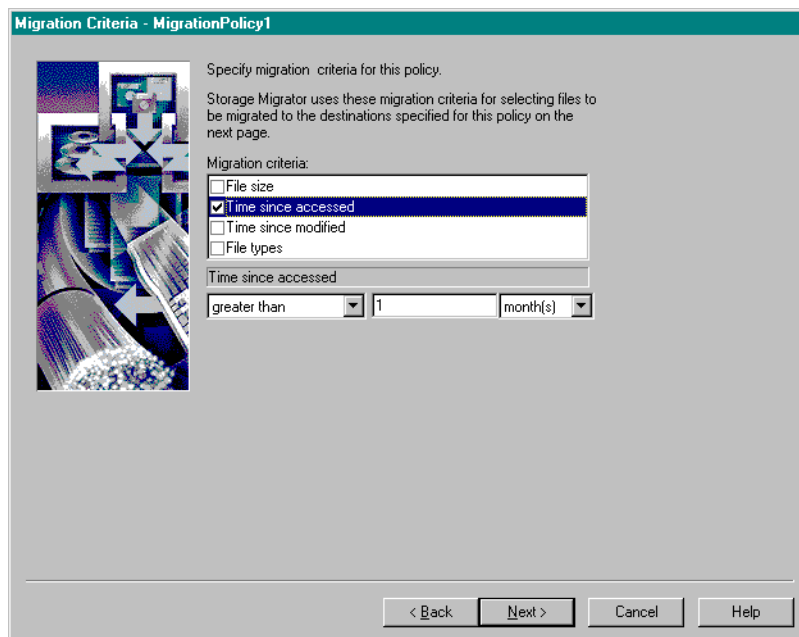 Migration Criteria - MigrationPolicy1
Specify migration criteria for this policy.
Storage Migrator uses these migration criteria for selecting files to
be migrated to the destinations specified for this policy on the
next page.
Migration criteria:
File size
Time since accessed
Time since modified
File types
Time since accessed
greater than 1 month(s)
< Back Next > Cancel Help